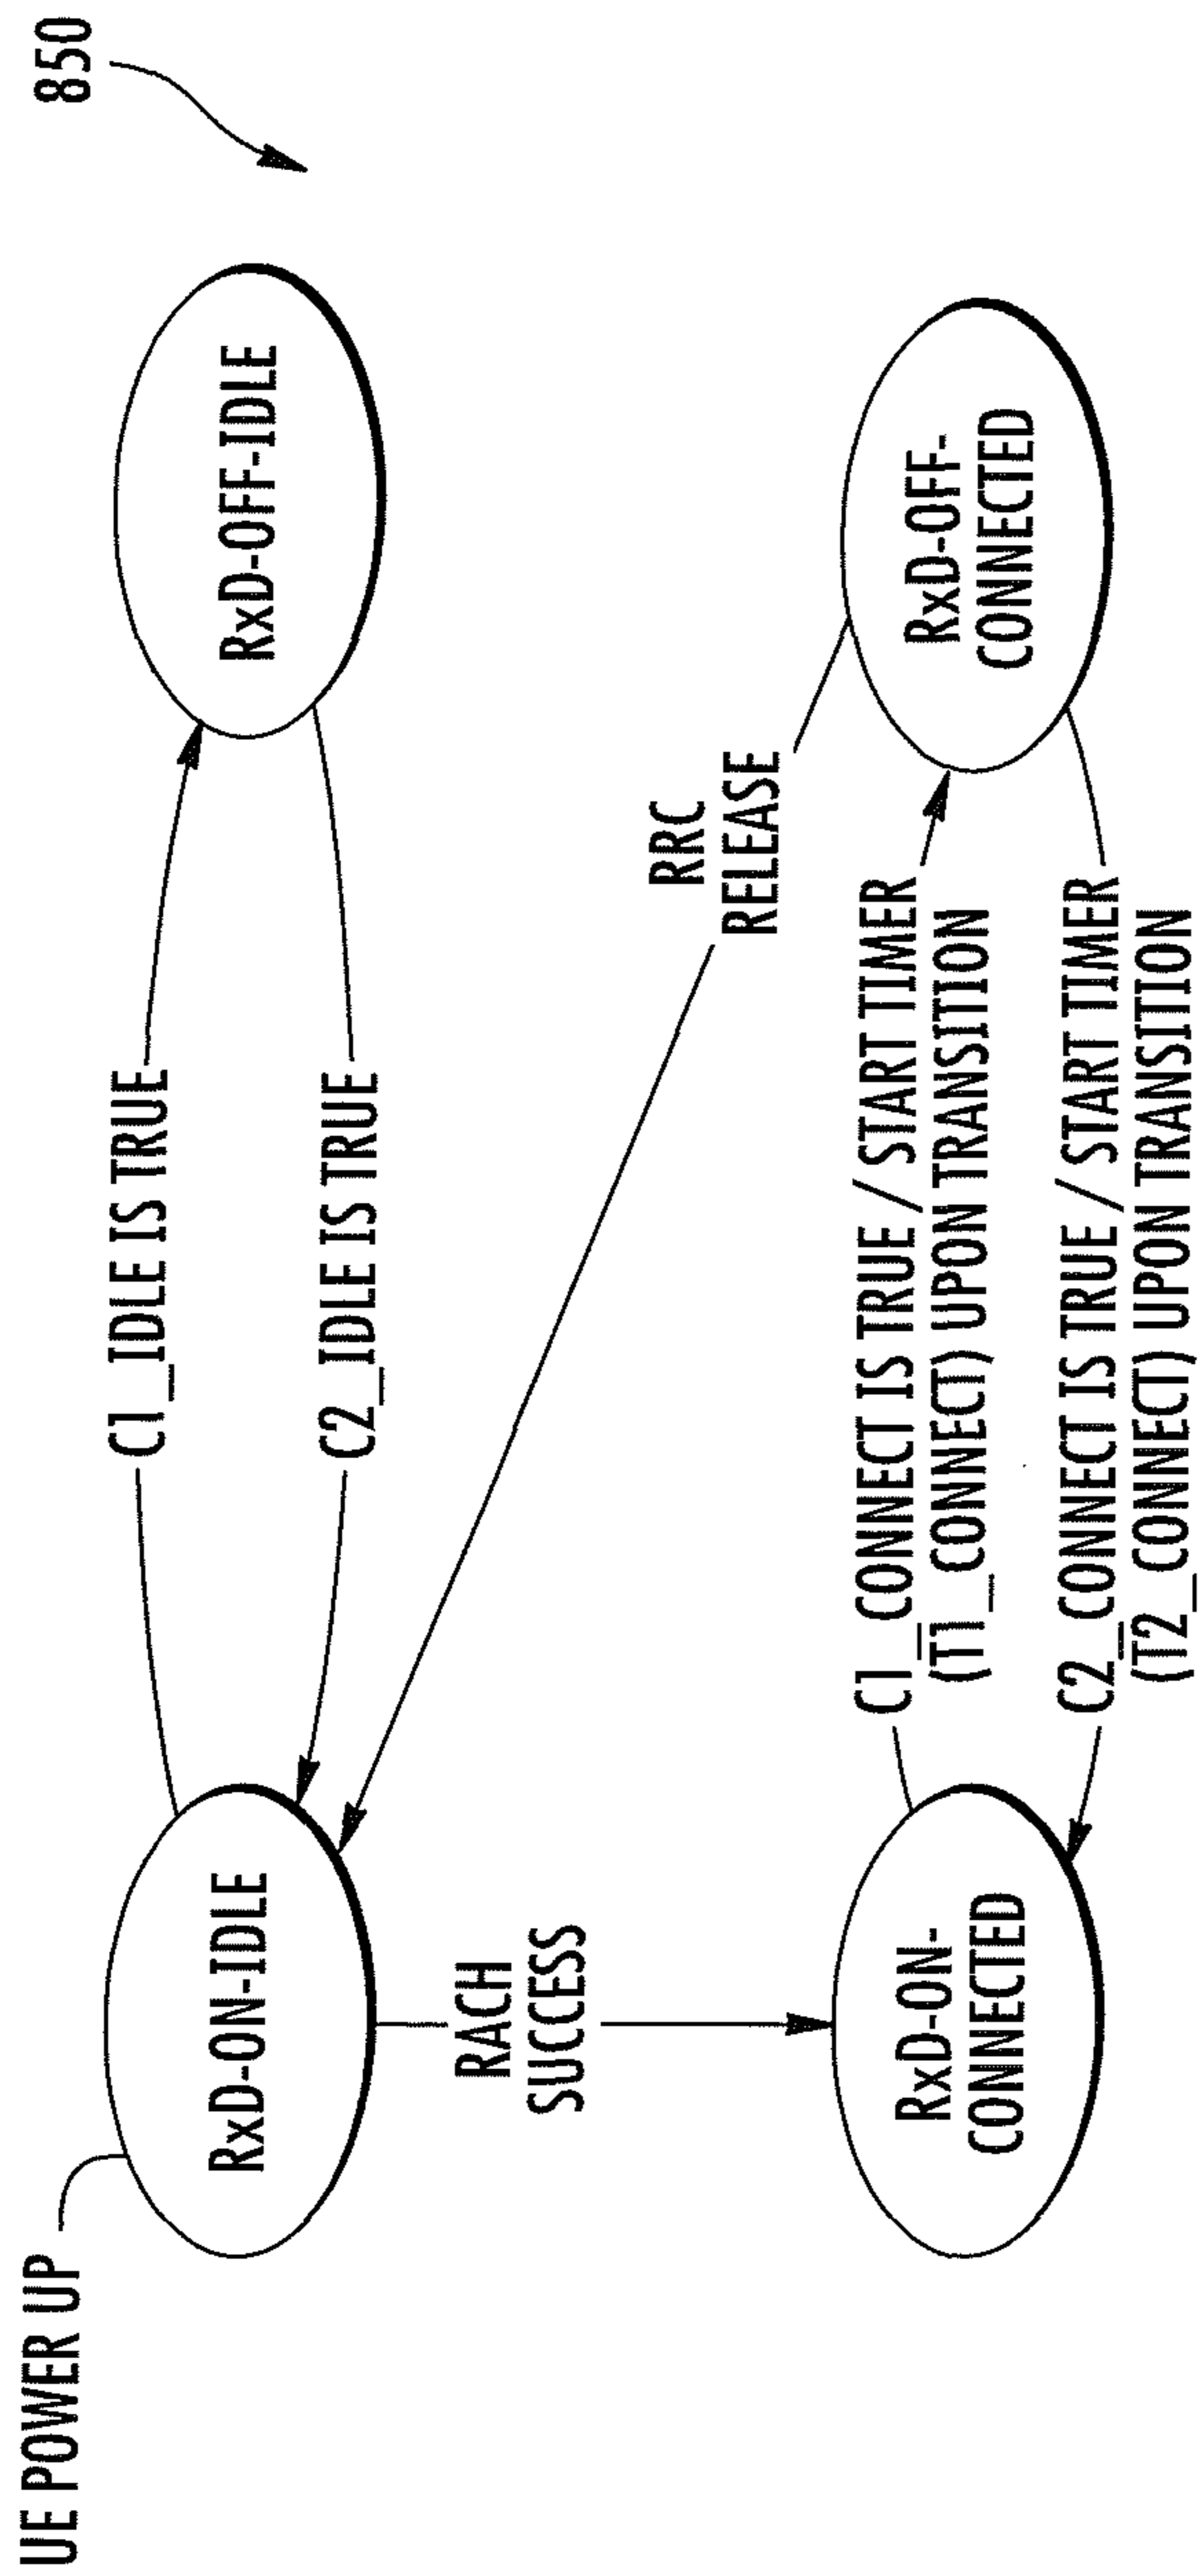 850
UE POWER UP
RxD-ON-IDLE
C1_IDLE IS TRUE
C2_IDLE IS TRUE
RxD-OFF-IDLE
RACH
SUCCESS
RRC
RELEASE
RxD-ON-
CONNECTED
C1_CONNECT IS TRUE / START TIMER
(T1_CONNECT) UPON TRANSITION
C2_CONNECT IS TRUE / START TIMER
(T2_CONNECT) UPON TRANSITION
RxD-OFF-
CONNECTED